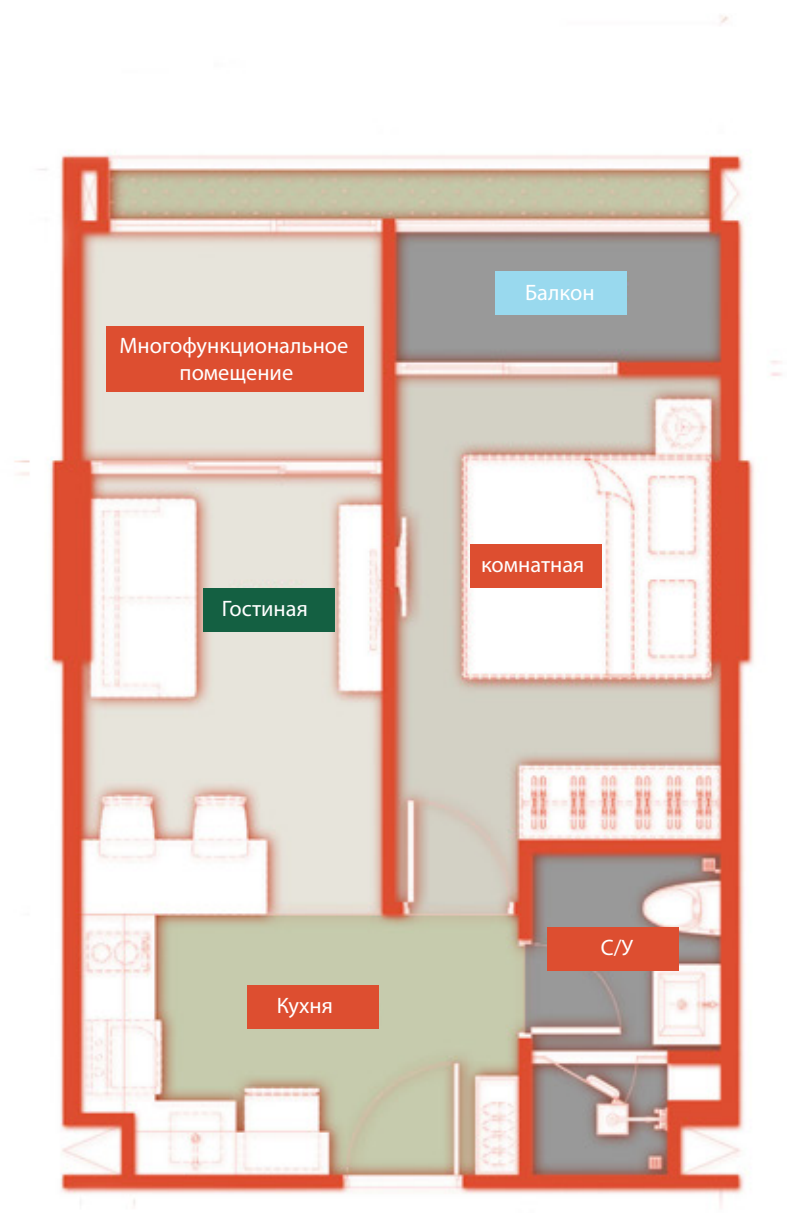 Балкон
Многофункциональное
помещение
комнатная
Гостиная
С/У
Кухня